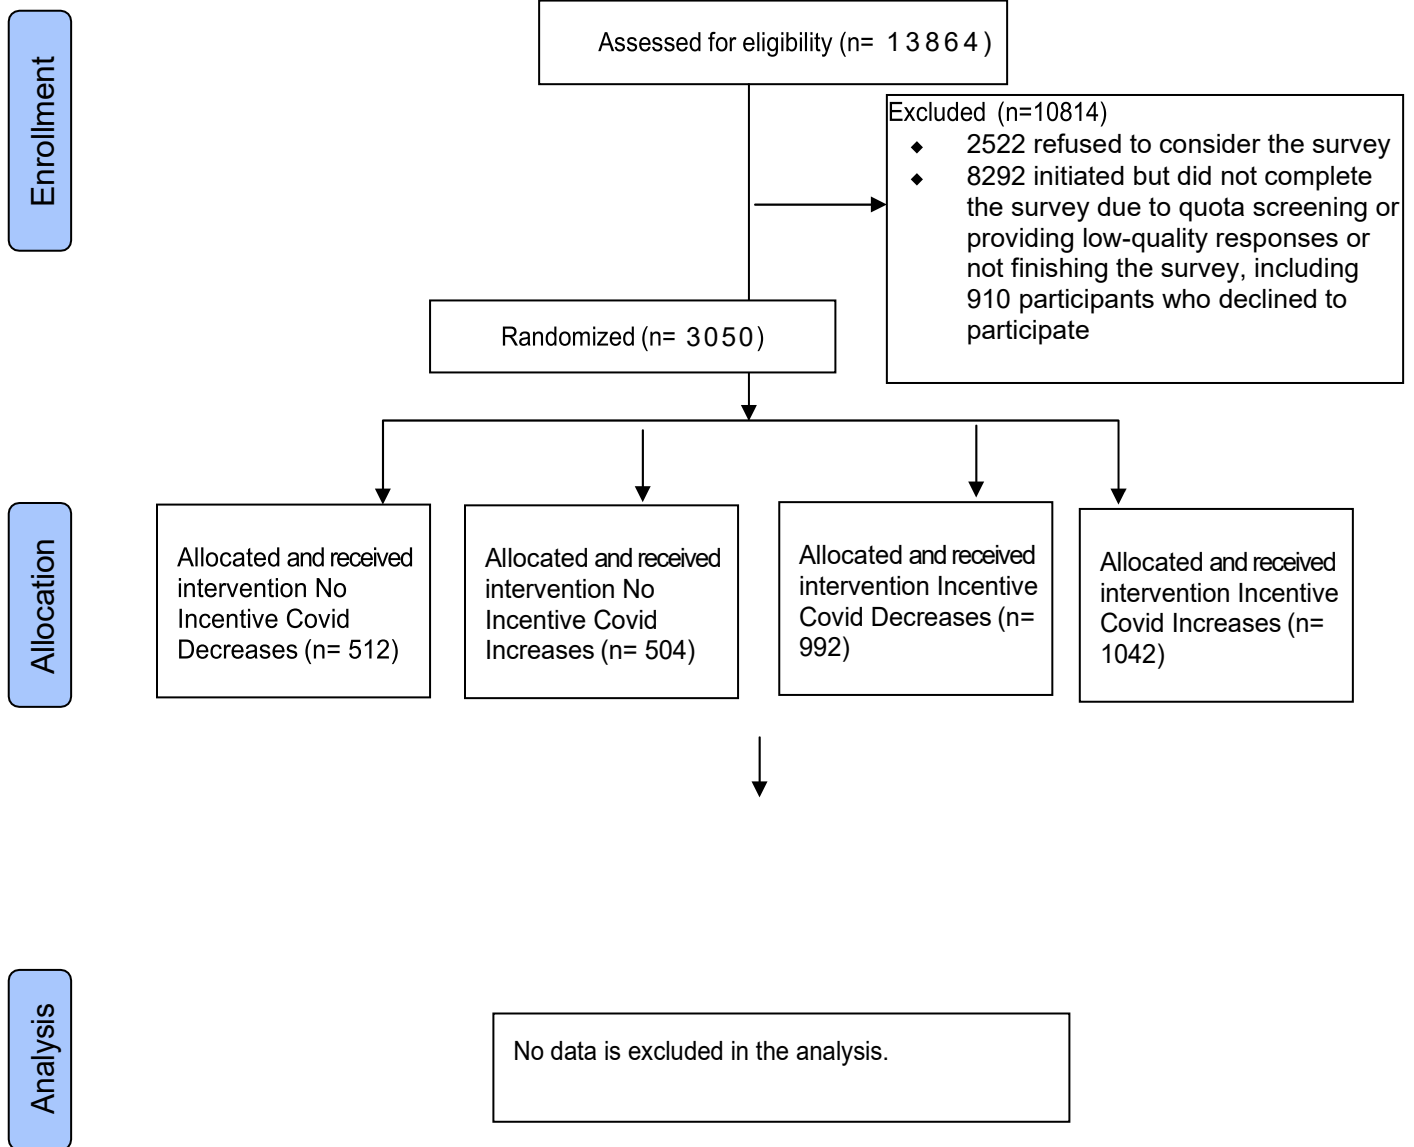 Enrollment
Assessed for eligibility (n= 13864)
Excluded (n=10814)
◆ 2522 refused to consider the survey
◆ 8292 initiated but did not complete
the survey due to quota screening or
providing low-quality responses or
not finishing the survey, including
910 participants who declined to
participate
Randomized (n= 3050)
Allocation
Allocated and received
intervention No
Incentive Covid
Decreases (n= 512)
Allocated and received
intervention No
Incentive Covid
Increases (n= 504)
Allocated and received
intervention Incentive
Covid Decreases (n=
992)
Allocated and received
intervention Incentive
Covid Increases (n=
1042)
Analysis
No data is excluded in the analysis.